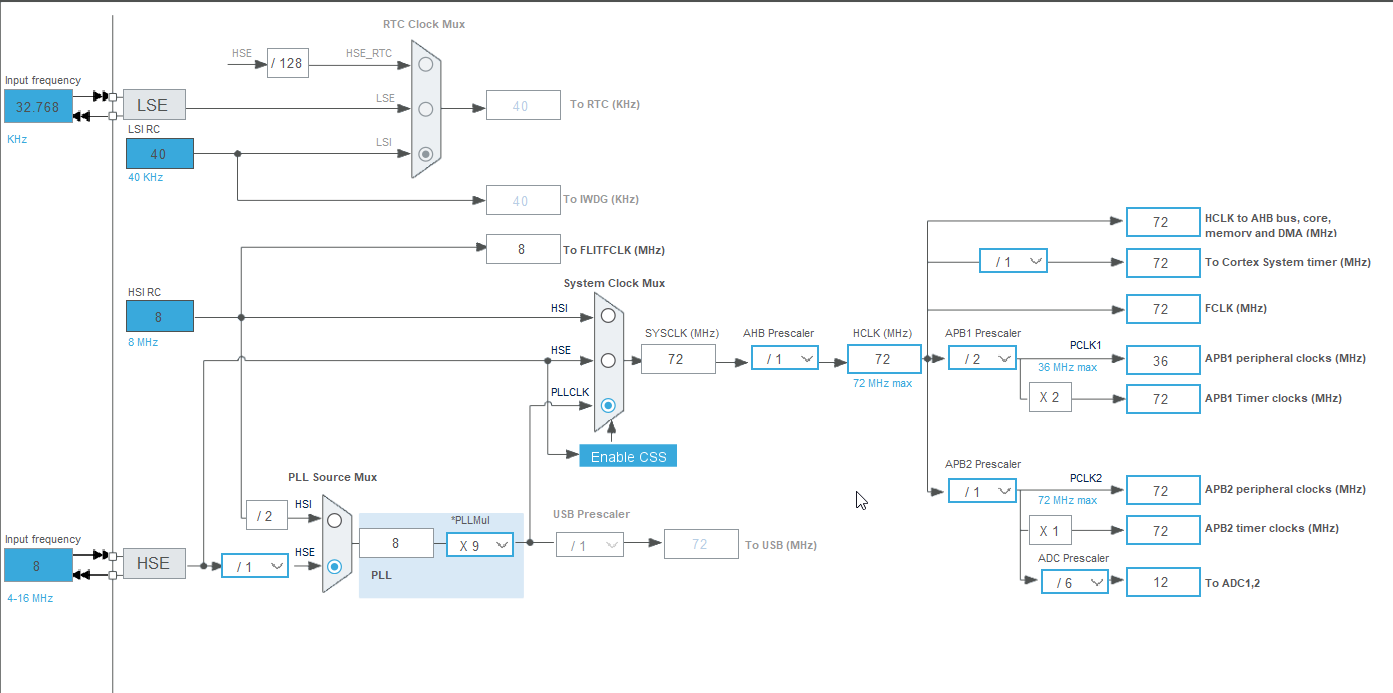 RTC Clock Mux
HSE
/ 128
HSE_RTC
Input frequency
32.768
KHz
LSE
LSE
40
To RTC (KHz)
LSI RC
40
40 KHz
LSI
40
To IWDG (KHz)
8
To FLITFCLK (MHz)
HSI RC
8
8 MHz
System Clock Mux
HSI
HSE
PLLCLK
Enable CSS
SYSCLK (MHz)
72
AHB Prescaler
/ 1
HCLK (MHz)
72
72 MHz max
72
HCLK to AHB bus, core,
memory and DMA (MHz)
/ 1
72
To Cortex System timer (MHz)
72
FCLK (MHz)
APB1 Prescaler
/ 2
PCLK1
36 MHz max
36
APB1 peripheral clocks (MHz)
X 2
72
APB1 Timer clocks (MHz)
APB2 Prescaler
/ 1
PCLK2
72 MHz max
72
APB2 peripheral clocks (MHz)
X 1
72
APB2 timer clocks (MHz)
ADC Prescaler
/ 6
12
To ADC1,2
PLL Source Mux
/ 2
HSI
Input frequency
8
4-16 MHz
HSE
/ 1
HSE
8
*PLLMul
X 9
PLL
USB Prescaler
/ 1
72
To USB (MHz)